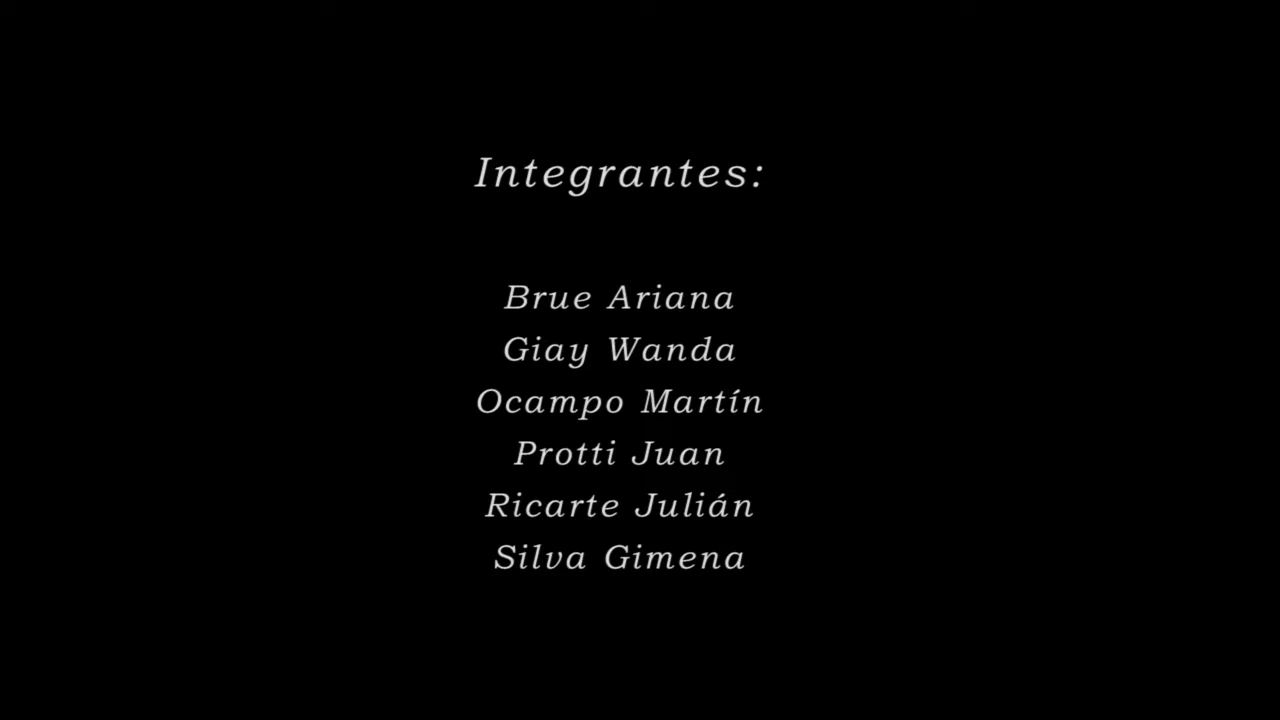 Integrantes:
Brue Ariana
Giay Wanda
Ocampo Martín
Protti Juan
Ricarte Julián
Silva Gimena